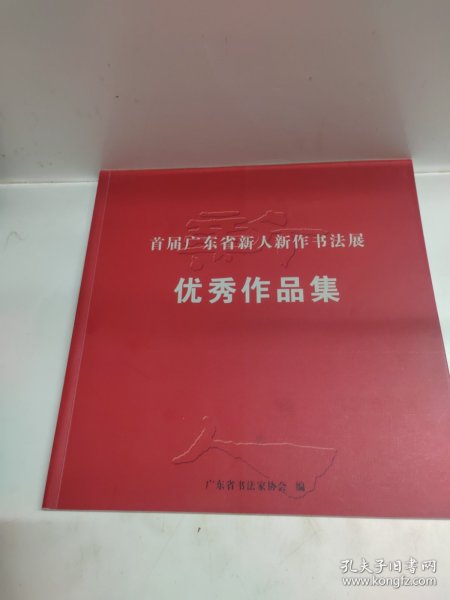 首届广东省新人新作书法展
优秀作品集
广东省书法家协会 编
孔夫子旧书网
www.kongfz.com